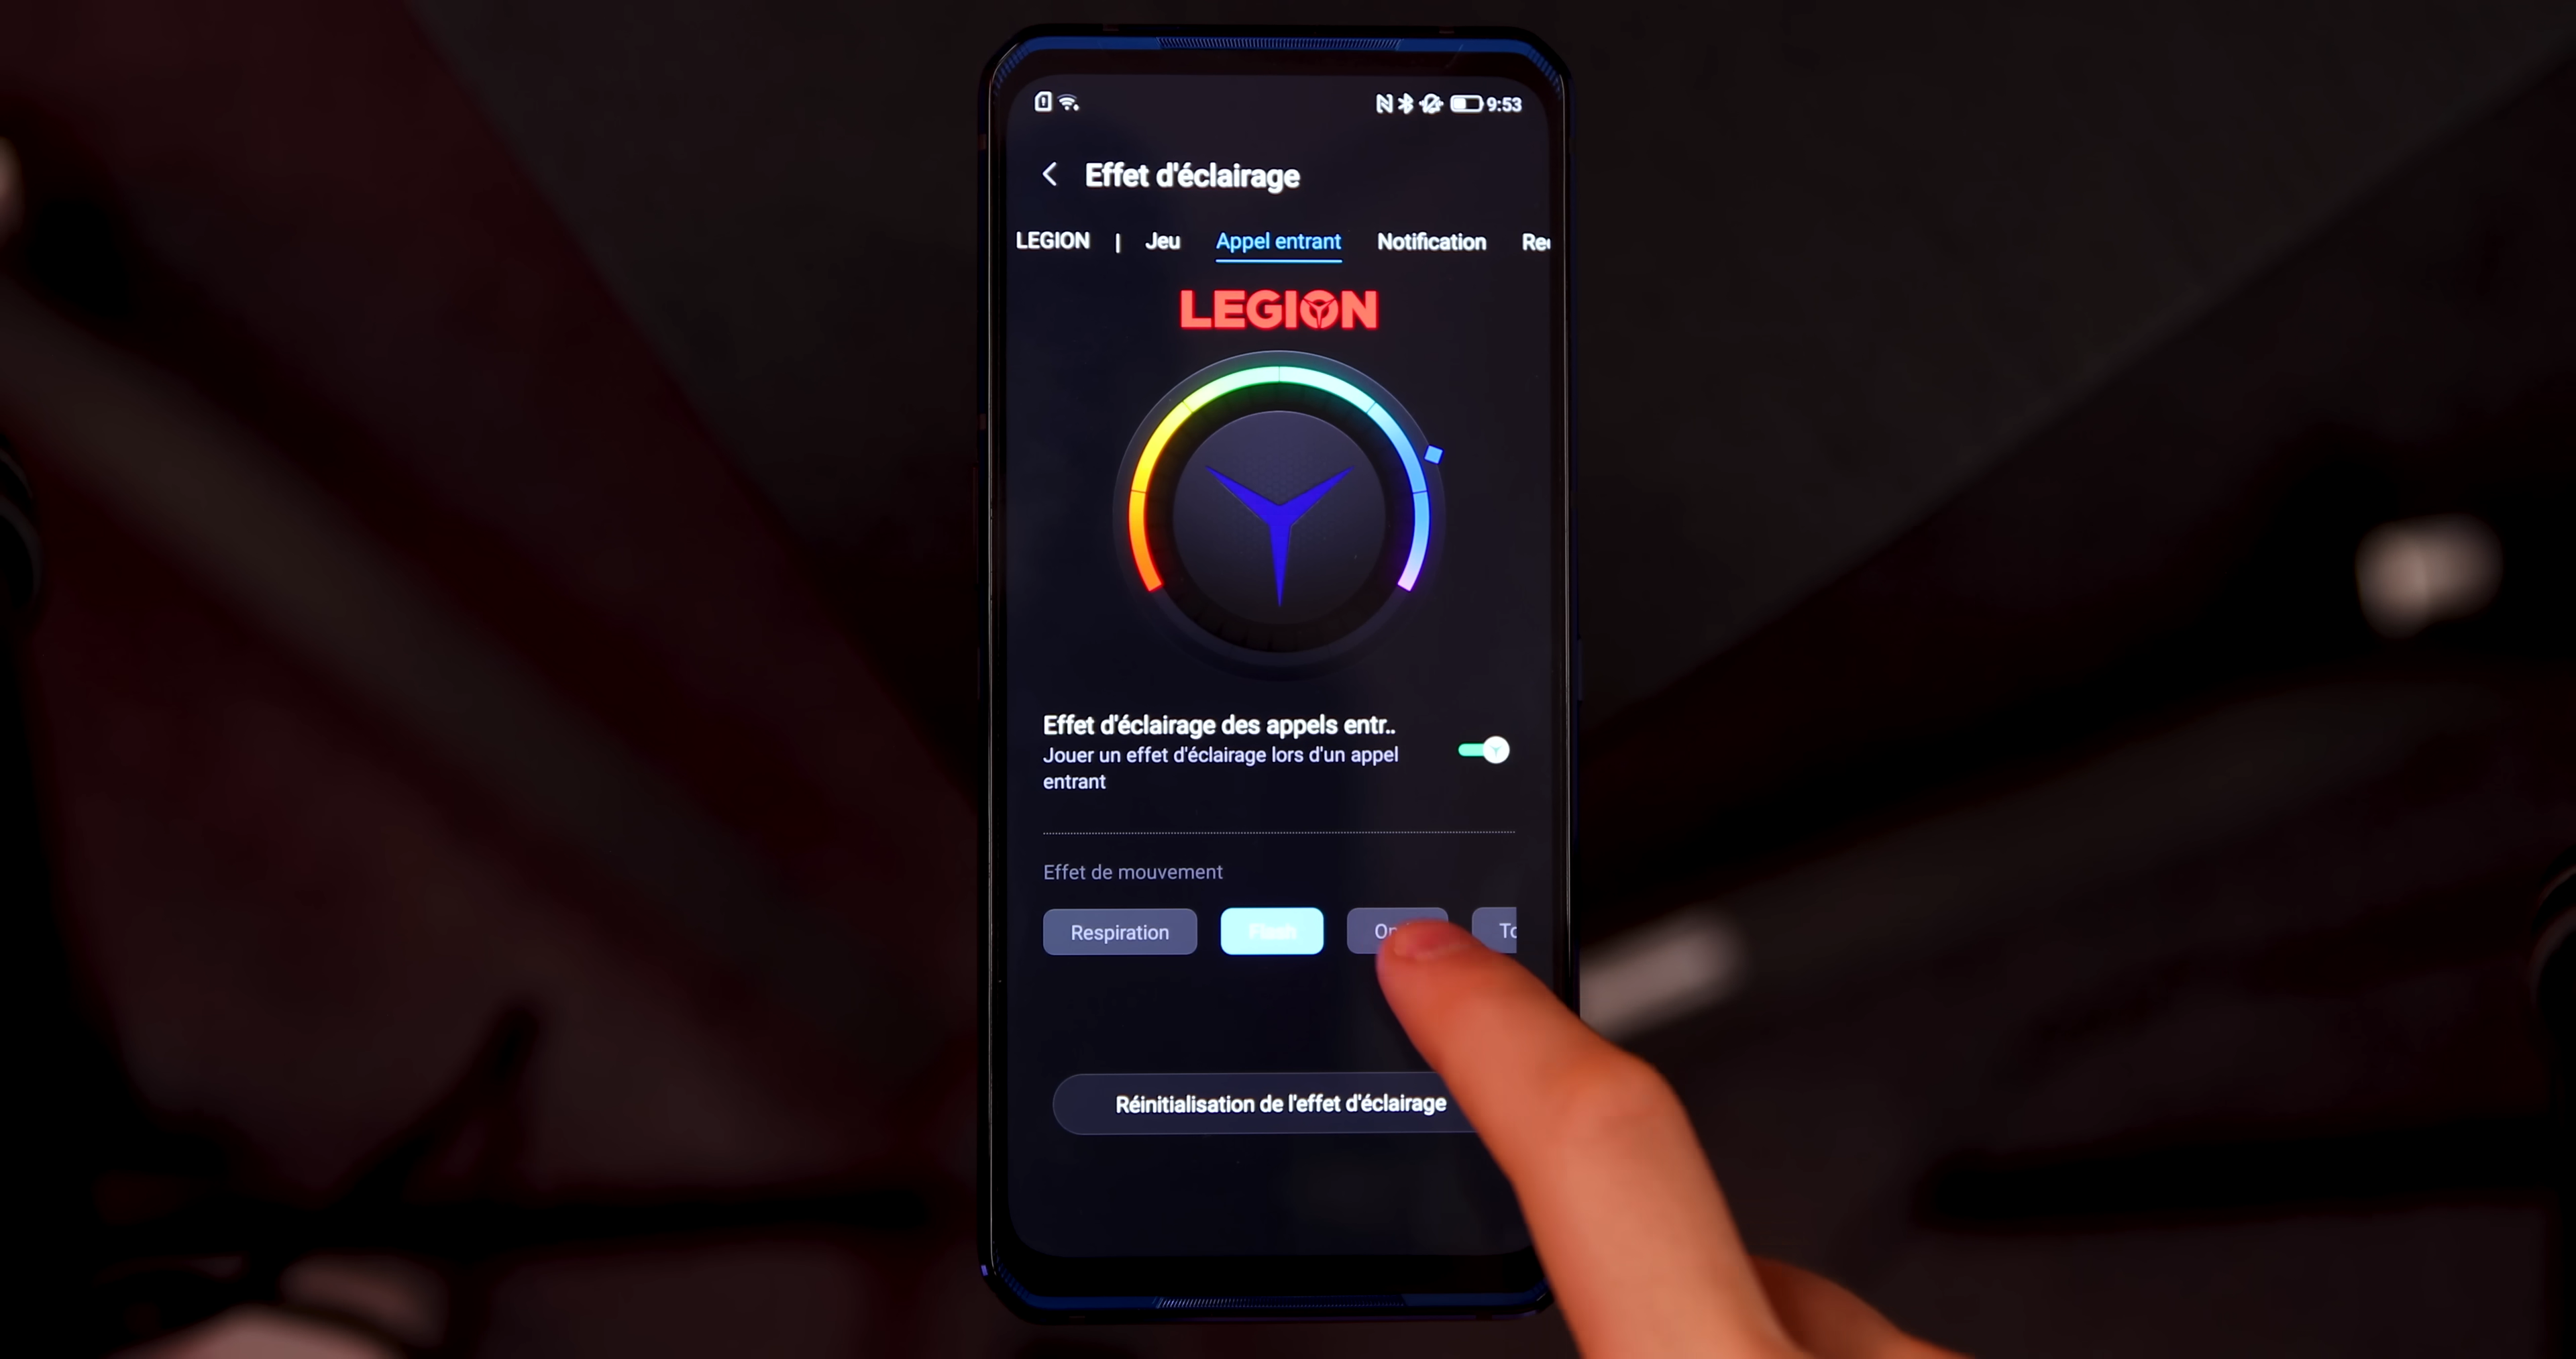 9:53
Effet d'éclairage
LEGION | Jeu Appel entrant Notification
LEGION
Effet d'éclairage des appels entr..
Jouer un effet d'éclairage lors d'un appel
entrant
Effet de mouvement
Respiration Flash
Réinitialisation de l'effet d'éclairage